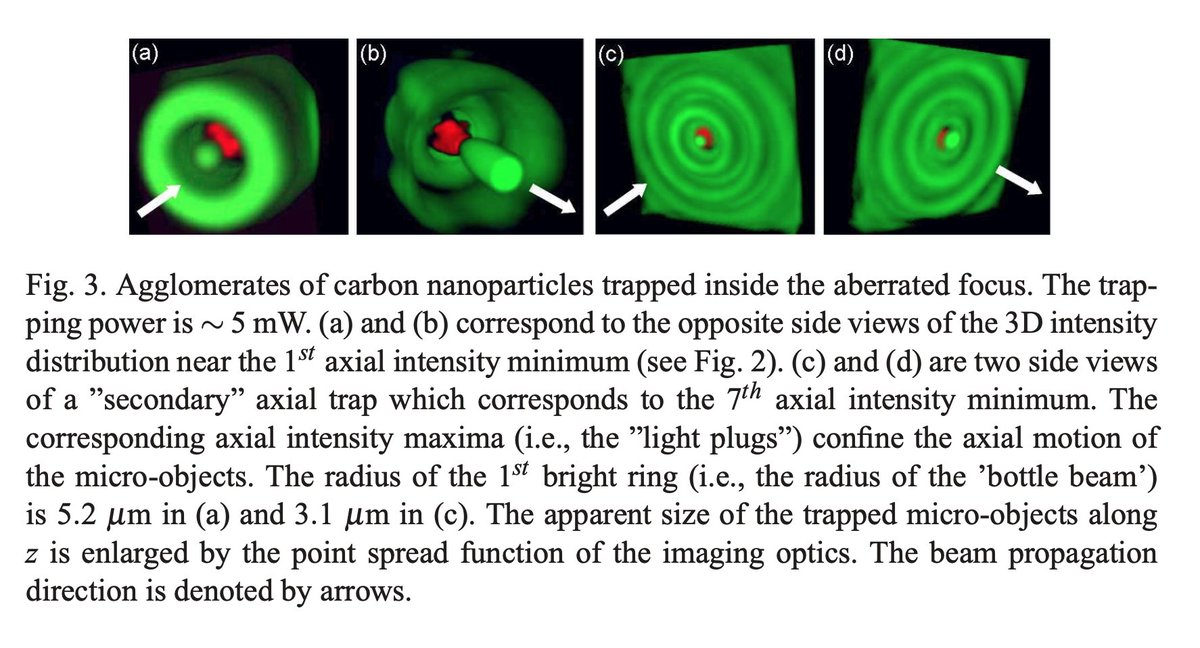 (a) (b) (c) (d)
Fig. 3. Agglomerates of carbon nanoparticles trapped inside the aberrated focus. The trap-
ping power is ∼ 5 mW. (a) and (b) correspond to the opposite side views of the 3D intensity
distribution near the 1st axial intensity minimum (see Fig. 2). (c) and (d) are two side views
of a ”secondary” axial trap which corresponds to the 7th axial intensity minimum. The
corresponding axial intensity maxima (i.e., the ”light plugs”) confine the axial motion of
the micro-objects. The radius of the 1st bright ring (i.e., the radius of the ’bottle beam’)
is 5.2 μm in (a) and 3.1 μm in (c). The apparent size of the trapped micro-objects along
z is enlarged by the point spread function of the imaging optics. The beam propagation
direction is denoted by arrows.